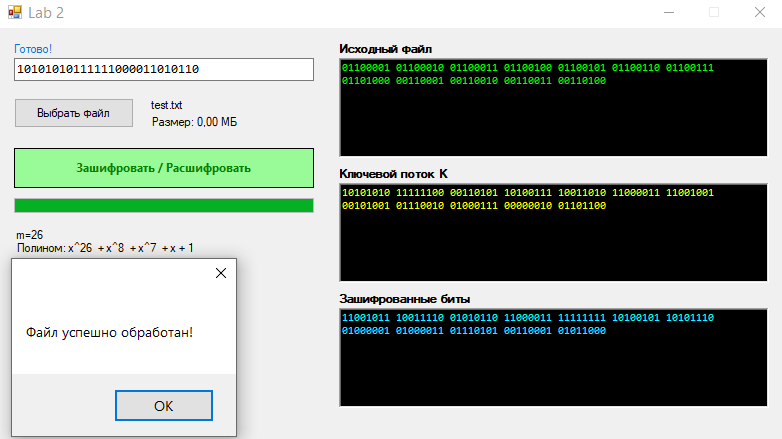 Lab 2
Готово!
10101010111111000011010110
Выбрать файл
test.txt
Размер: 0,00 МБ
Зашифровать / Расшифровать
m=26
Полином: x^26 + x^8 + x^7 + x + 1
Файл успешно обработан!
OK
Исходный файл
01100001 01100010 01100011 01100100 01100101 01100110 01100111
01101000 00110001 00110010 00110011 00110100
Ключевой поток К
10101010 11111100 00110101 10100111 10011010 11000011 11001001
00101001 01110010 01000111 00000010 01101100
Зашифрованные биты
11001011 10011110 01010110 11000011 11111111 10100101 10101110
01000001 01000011 01110101 00110001 01011000